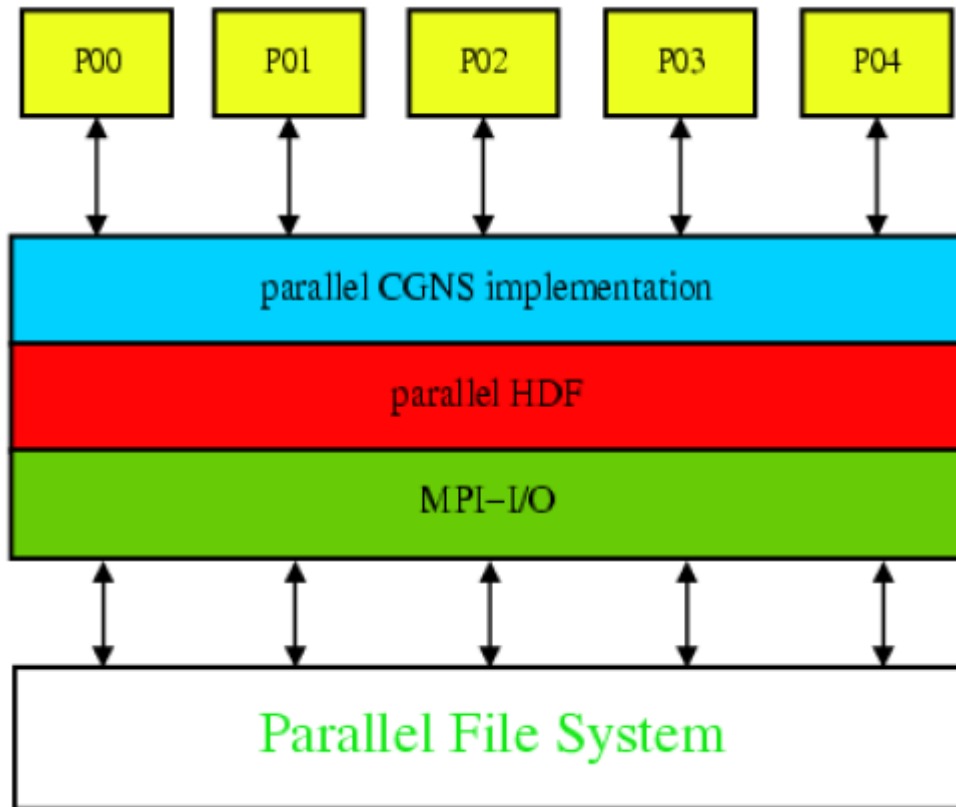 P00 P01 P02 P03 P04
parallel CGNS implementation
parallel HDF
MPI−I/O
Parallel File System